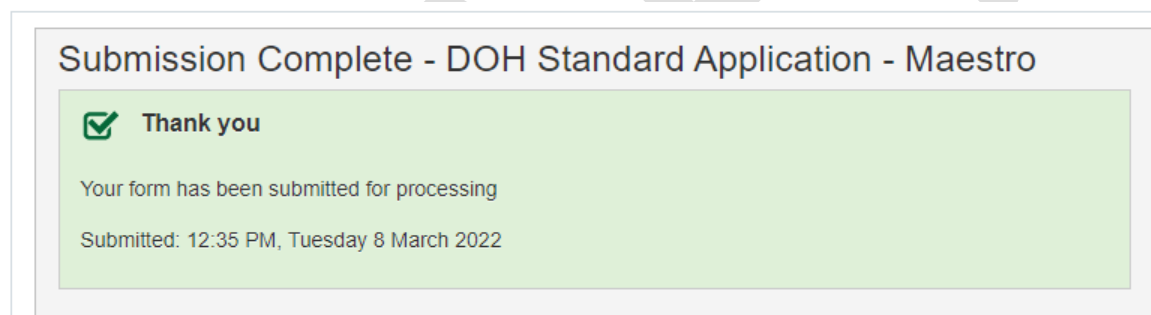 Submission Complete - DOH Standard Application - Maestro
Thank you
Your form has been submitted for processing
Submitted: 12:35 PM, Tuesday 8 March 2022